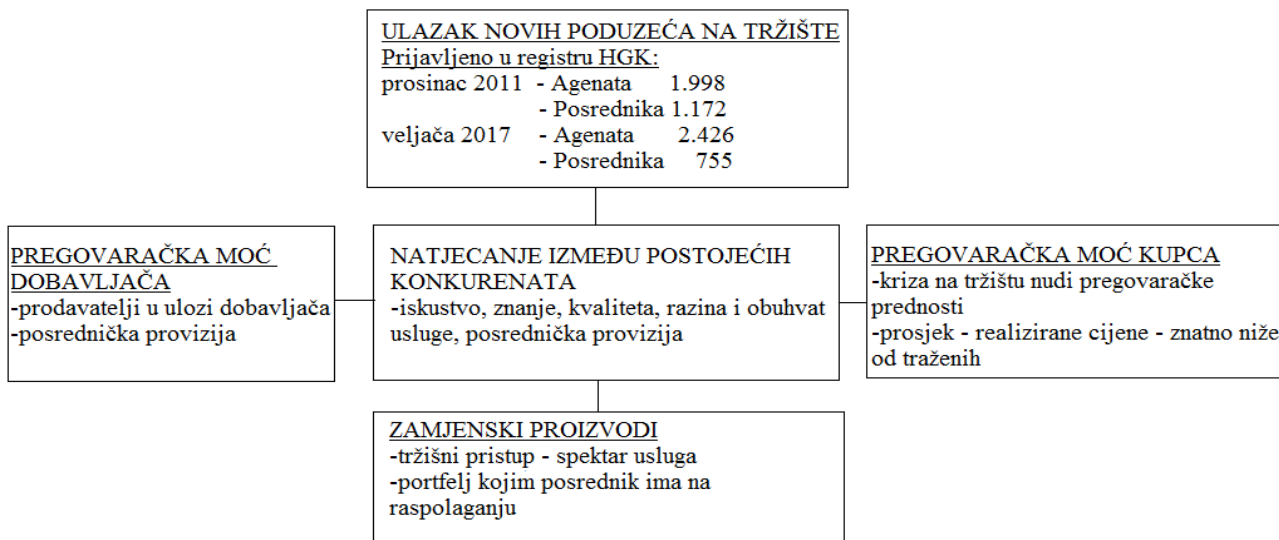 ULAZAK NOVIH PODUZEĆA NA TRŽIŠTE
Prijavljeno u registru HGK:
prosinac 2011 - Agenata 1.998
- Posrednika 1.172
veljača 2017 - Agenata 2.426
- Posrednika 755
PREGOVARAČKA MOĆ
DOBAVLJAČA
-prodavatelji u ulozi dobavljača
-posrednička provizija
NATJECANJE IZMEĐU POSTOJEĆIH
KONKURENATA
-iskustvo, znanje, kvaliteta, razina i obuhvat
usluge, posrednička provizija
PREGOVARAČKA MOĆ KUPCA
-kriza na tržištu nudi pregovaračke
prednosti
-prosjek - realizirane cijene - znatno niže
od traženih
ZAMJENSKI PROIZVODI
-tržišni pristup - spektar usluga
-portfelj kojim posrednik ima na
raspolaganju